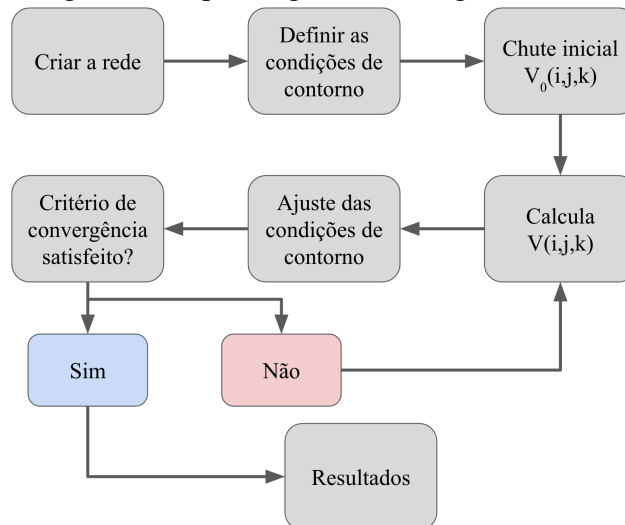 Criar a rede
Definir as
condições de
contorno
Chute inicial
V₀(i,j,k)
Critério de
convergência
satisfeito?
Ajuste das
condições de
contorno
Calcula
V(i,j,k)
Sim
Não
Resultados